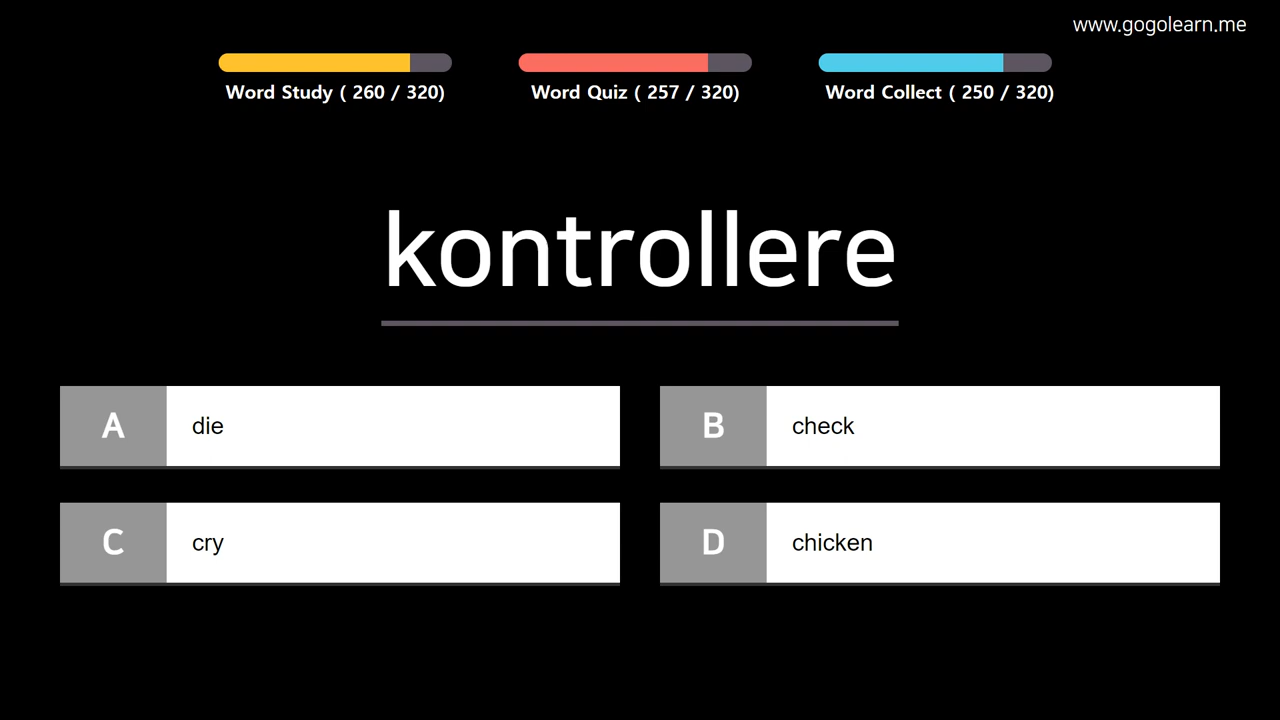 www.gogolearn.me
Word Study ( 260 / 320)
Word Quiz ( 257 / 320)
Word Collect ( 250 / 320)
kontrollere
A die
B check
C cry
D chicken